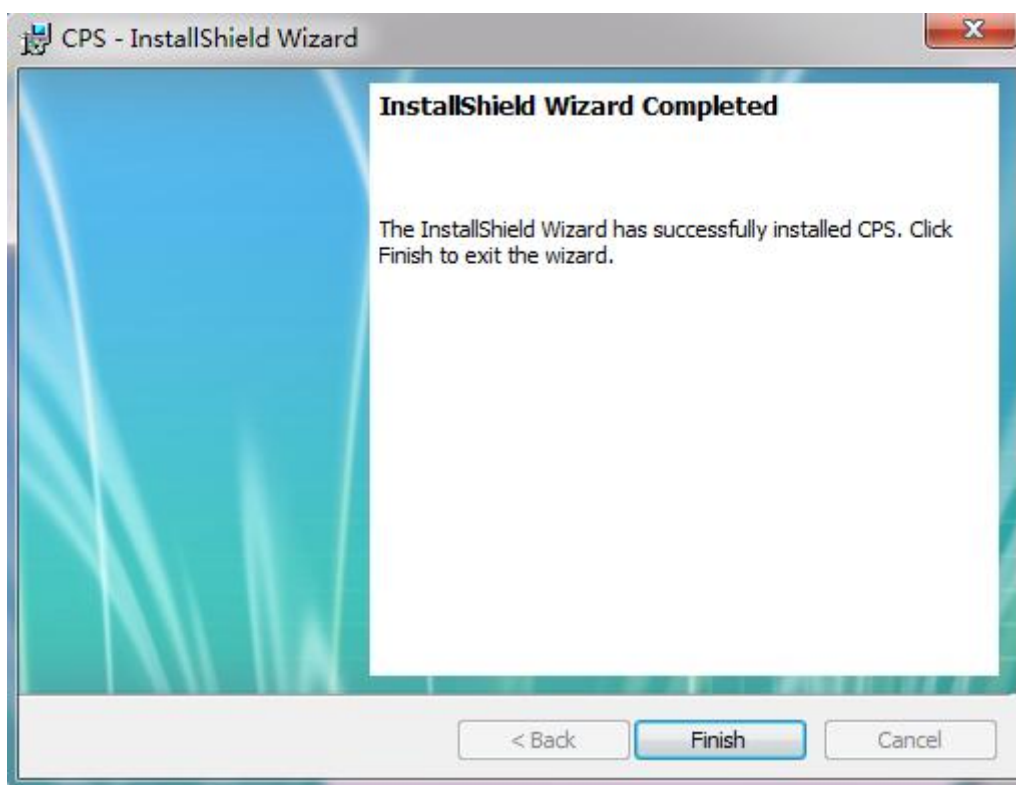 CPS - InstallShield Wizard
InstallShield Wizard Completed
The InstallShield Wizard has successfully installed CPS. Click
Finish to exit the wizard.
< Back
Finish
Cancel